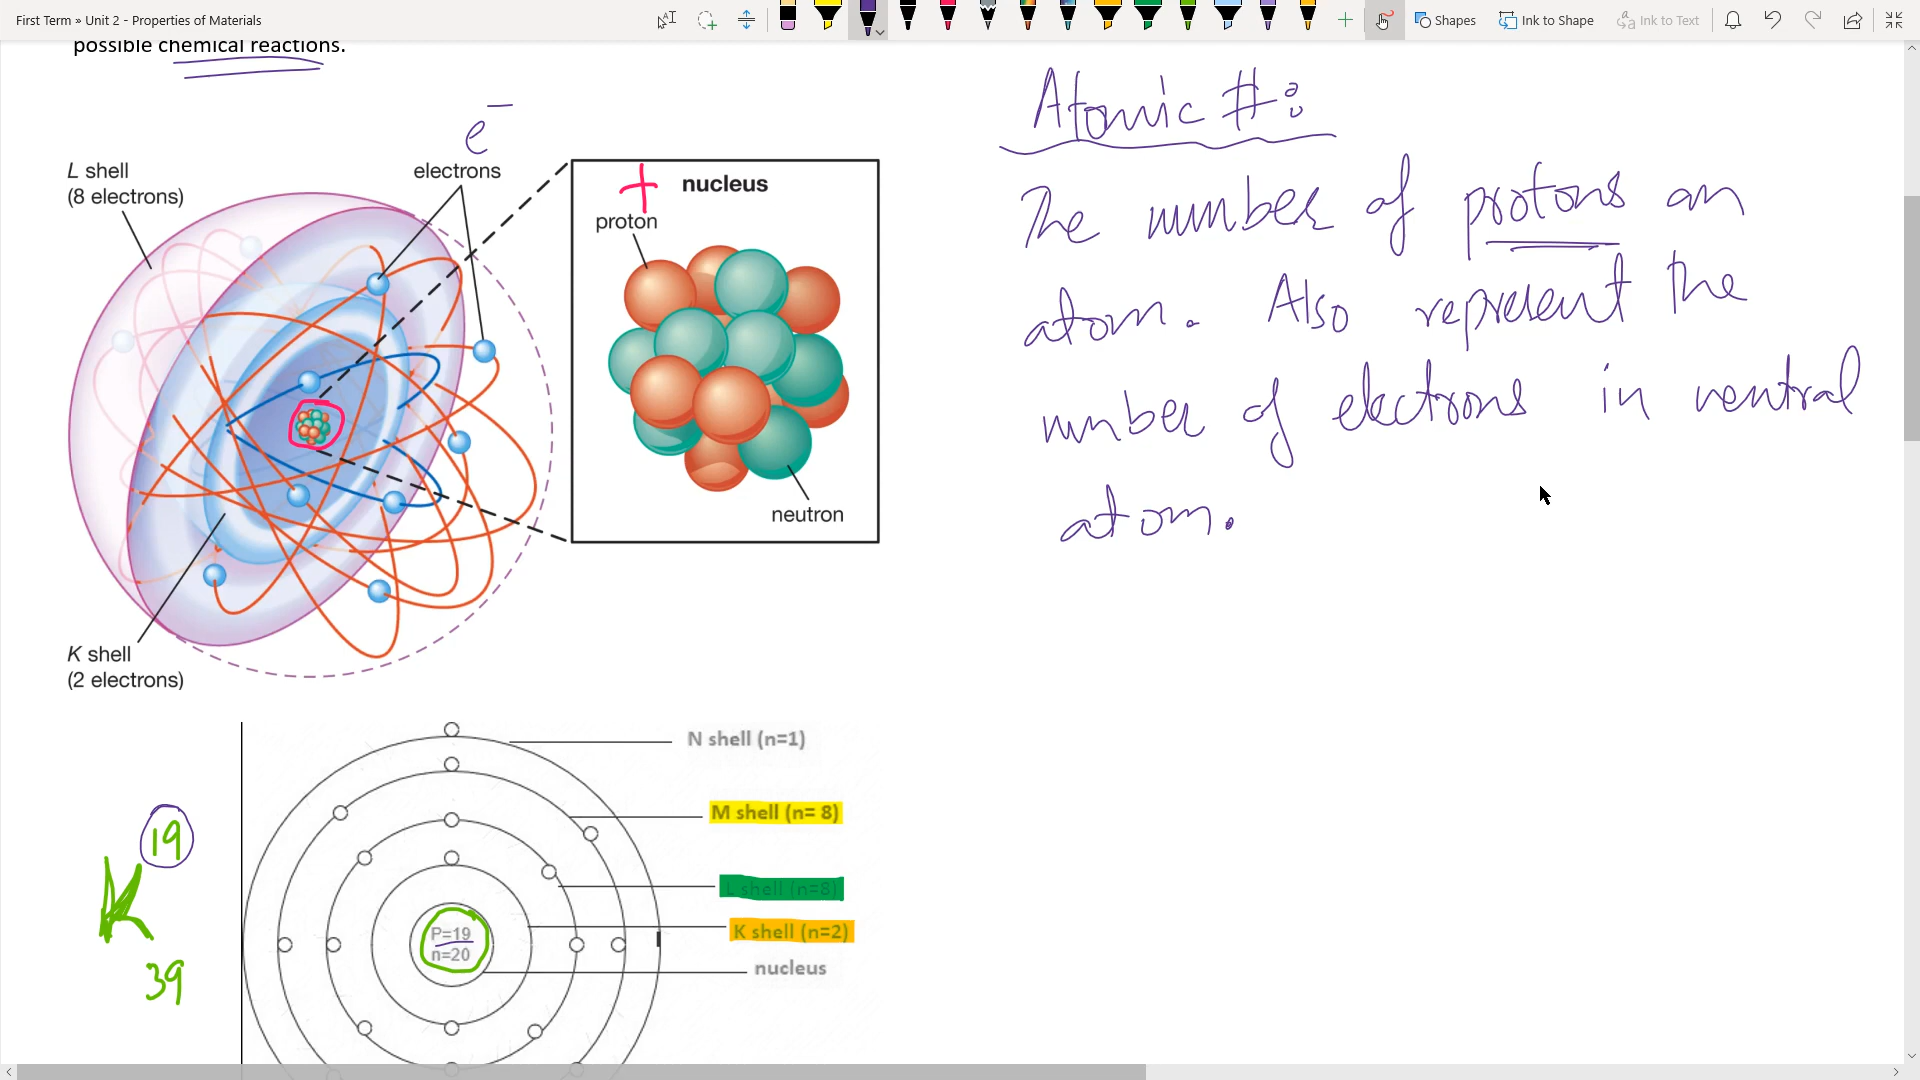 First Term » Unit 2 - Properties of Materials
Shapes
Ink to Shape
Ink to Text
possible chemical reactions.
e⁻
L shell
(8 electrons)
electrons
+
nucleus
proton
neutron
K shell
(2 electrons)
Atomic #:
The number of protons an
atom. Also represent the
number of electrons in neutral
atom.
N shell (n=1)
M shell (n= 8)
L shell (n=8)
K shell (n=2)
nucleus
P=19
n=20
19
K
39